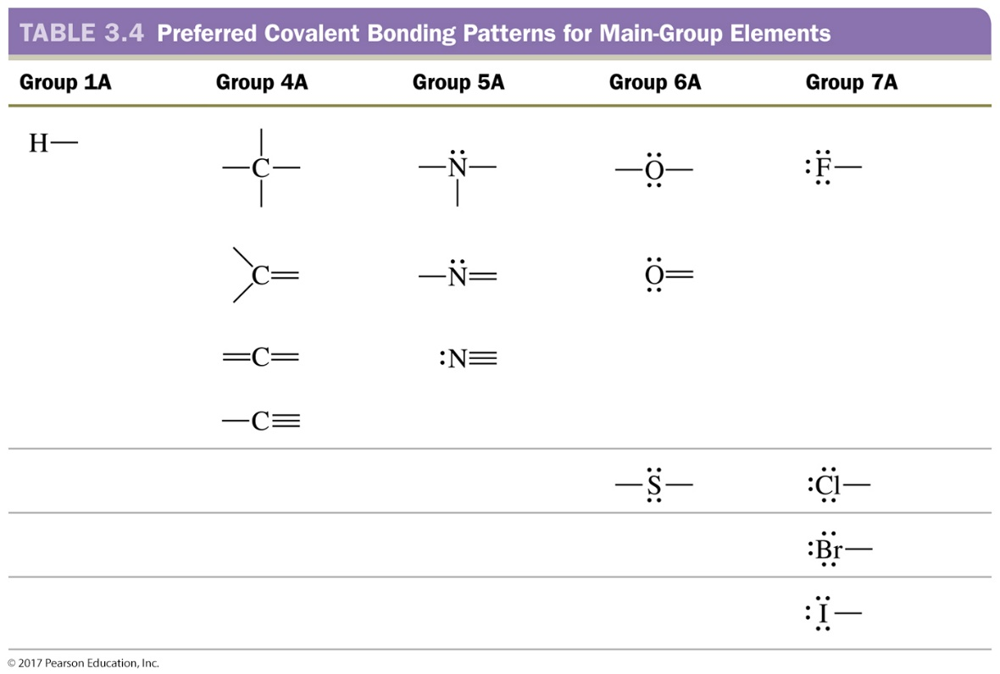 TABLE 3.4 Preferred Covalent Bonding Patterns for Main-Group Elements
Group 1A Group 4A Group 5A Group 6A Group 7A
H— —C— —N̈— —Ö̤— :F̤̈—
C= —N̈= Ö̤=
=C= :N≡
—C≡
—S̤̈— :C̤̈l—
:B̤̈r—
:Ï̤—
© 2017 Pearson Education, Inc.